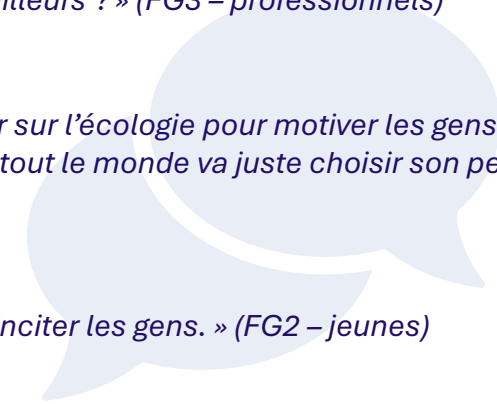 illeurs ? » (FG3 – professionnels)
r sur l’écologie pour motiver les gens
tout le monde va juste choisir son pe
nciter les gens. » (FG2 – jeunes)